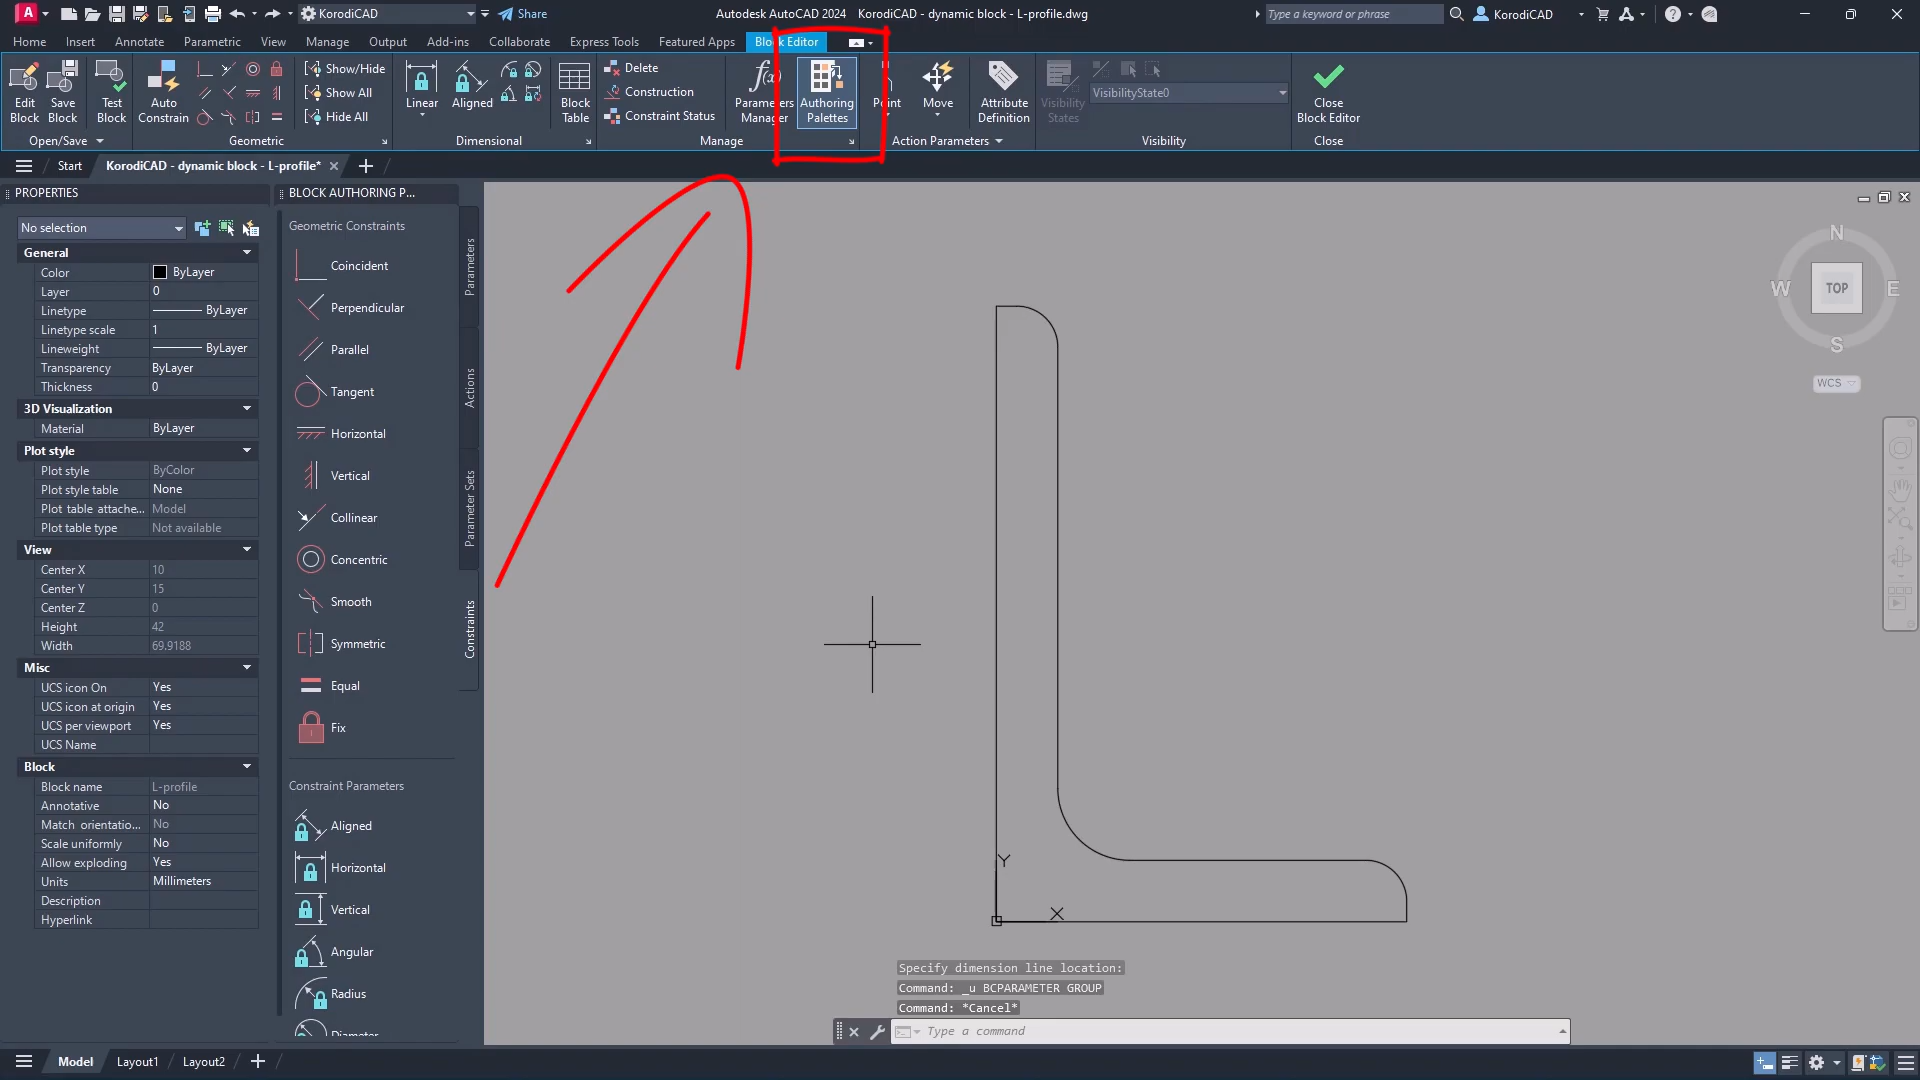 A
KorodiCAD
Share
Autodesk AutoCAD 2024 KorodiCAD - dynamic block - L-profile.dwg
Type a keyword or phrase
KorodiCAD
Home Insert Annotate Parametric View Manage Output Add-ins Collaborate Express Tools Featured Apps Block Editor
Edit Block
Save Block
Test Block
Auto Constrain
Show/Hide
Show All
Hide All
Linear
Aligned
Block Table
Delete
Construction
Constraint Status
Parameters Manager
Authoring Palettes
Point
Move
Attribute Definition
Visibility States
VisibilityState0
Close Block Editor
Open/Save
Geometric
Dimensional
Manage
Action Parameters
Visibility
Close
Start
KorodiCAD - dynamic block - L-profile*
PROPERTIES
No selection
General
Color ByLayer
Layer 0
Linetype ByLayer
Linetype scale 1
Lineweight ByLayer
Transparency ByLayer
Thickness 0
3D Visualization
Material ByLayer
Plot style
Plot style ByColor
Plot style table None
Plot table attache... Model
Plot table type Not available
View
Center X 10
Center Y 15
Center Z 0
Height 42
Width 69.9188
Misc
UCS icon On Yes
UCS icon at origin Yes
UCS per viewport Yes
UCS Name
Block
Block name L-profile
Annotative No
Match orientatio... No
Scale uniformly No
Allow exploding Yes
Units Millimeters
Description
Hyperlink
BLOCK AUTHORING P...
Geometric Constraints
Coincident
Perpendicular
Parallel
Tangent
Horizontal
Vertical
Collinear
Concentric
Smooth
Symmetric
Equal
Fix
Constraint Parameters
Aligned
Horizontal
Vertical
Angular
Radius
Diameter
Parameters
Actions
Parameter Sets
Constraints
N
W
TOP
E
S
WCS
Y
X
Specify dimension line location:
Command: _u BCPARAMETER GROUP
Command: *Cancel*
Type a command
Model
Layout1
Layout2